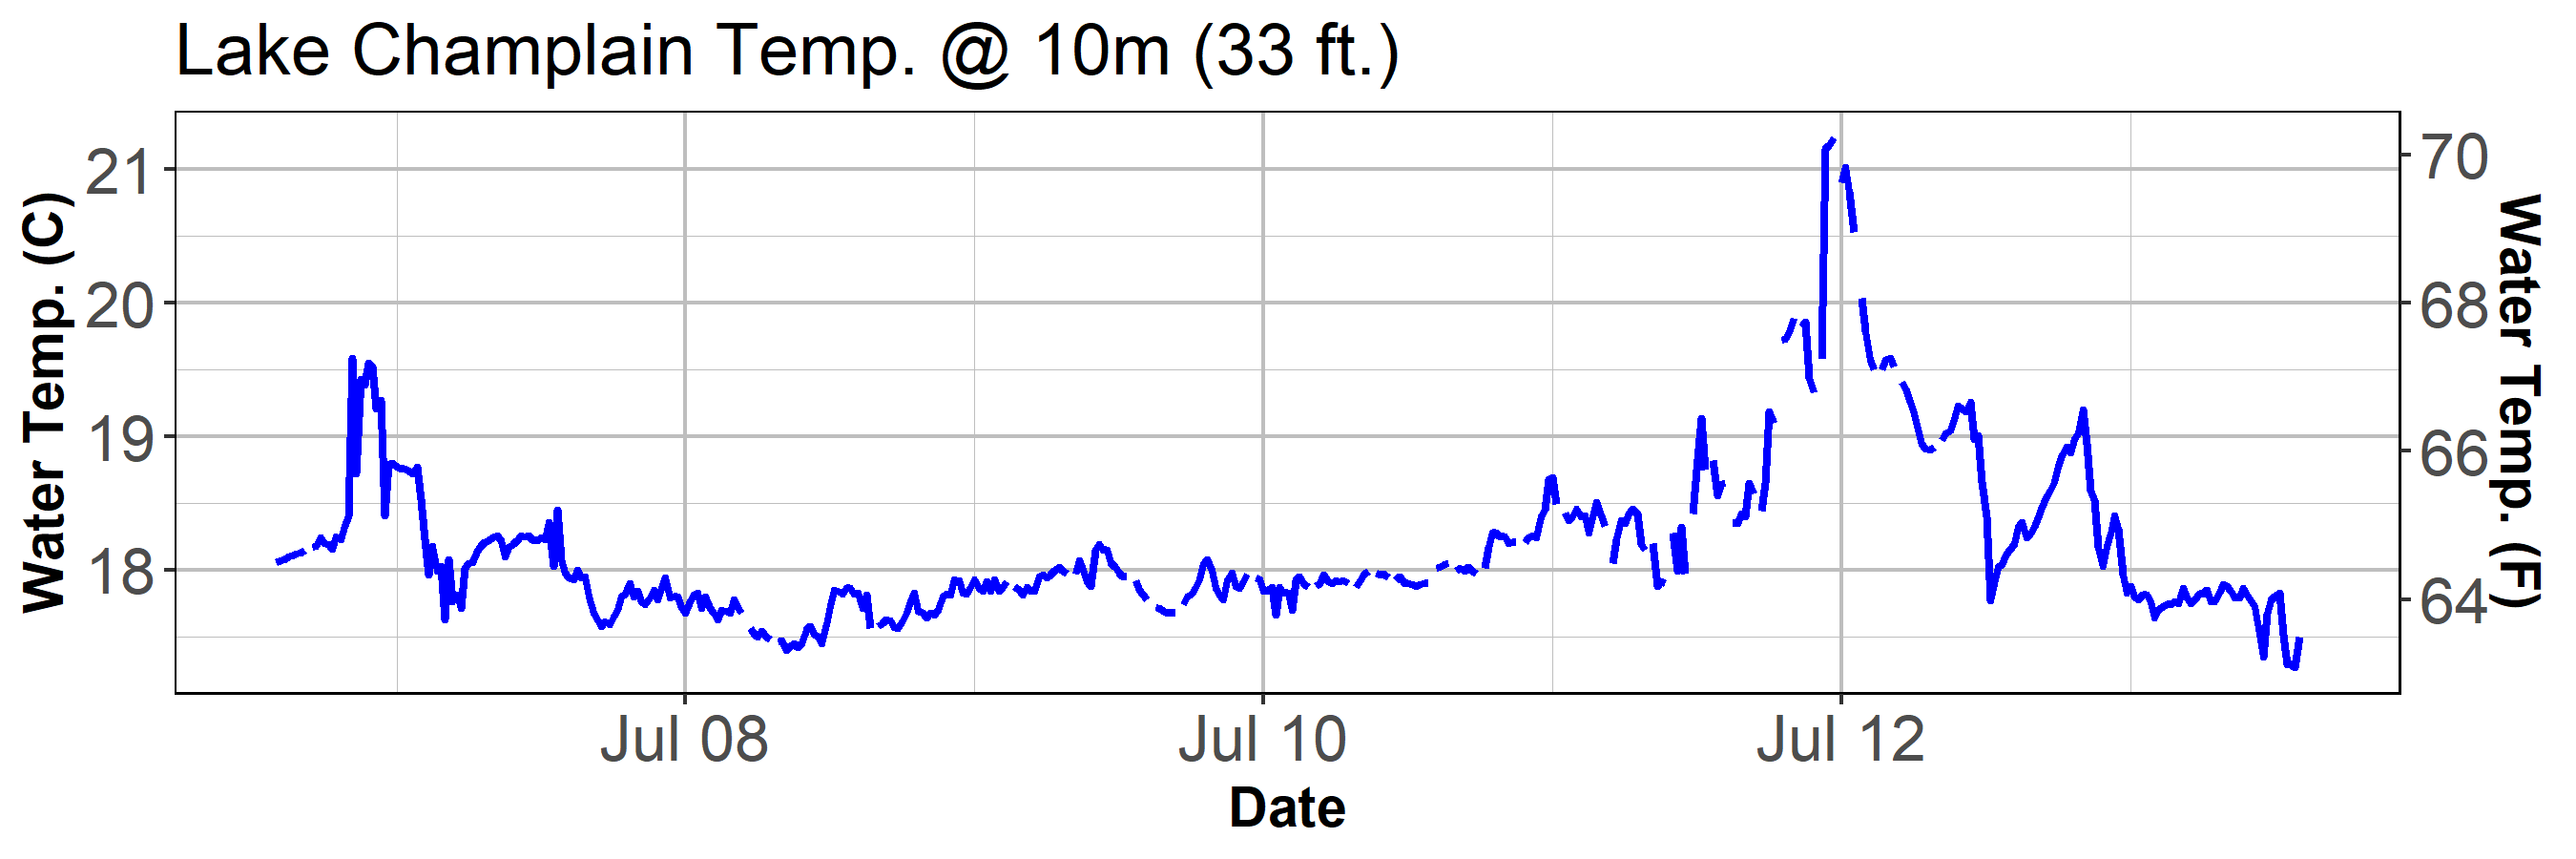 Lake Champlain Temp. @ 10m (33 ft.)
Water Temp. (C)
21
20
19
18
70
68
66
64
Water Temp. (F)
Jul 08
Jul 10
Jul 12
Date